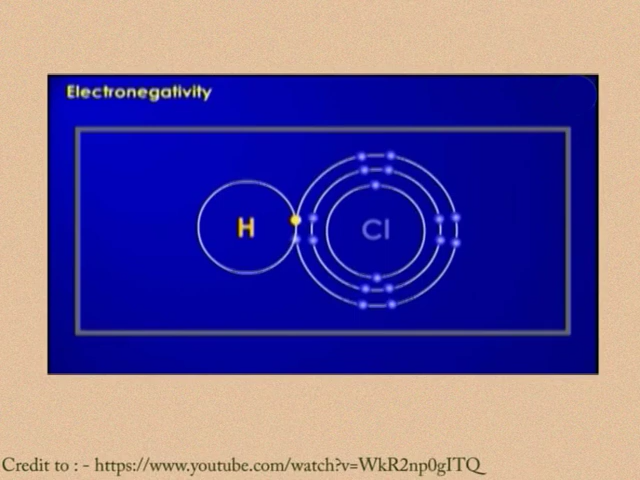 Electronegativity
H
Cl
Credit to : - https://www.youtube.com/watch?v=WkR2np0gITQ